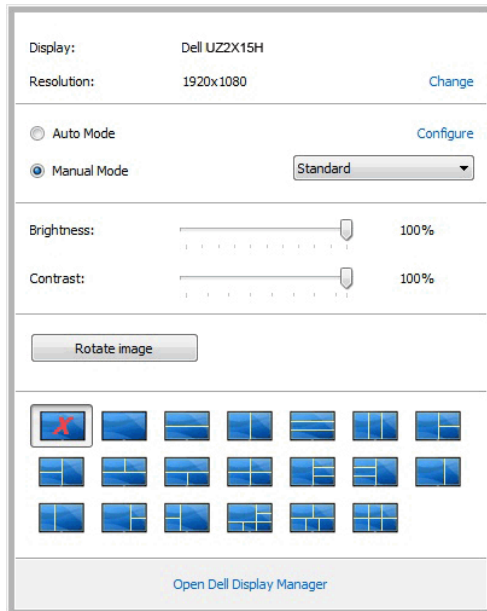 Display: Dell UZ2X15H
Resolution: 1920x1080 Change
Auto Mode Configure
Manual Mode Standard
Brightness: 100%
Contrast: 100%
Rotate image
X
Open Dell Display Manager